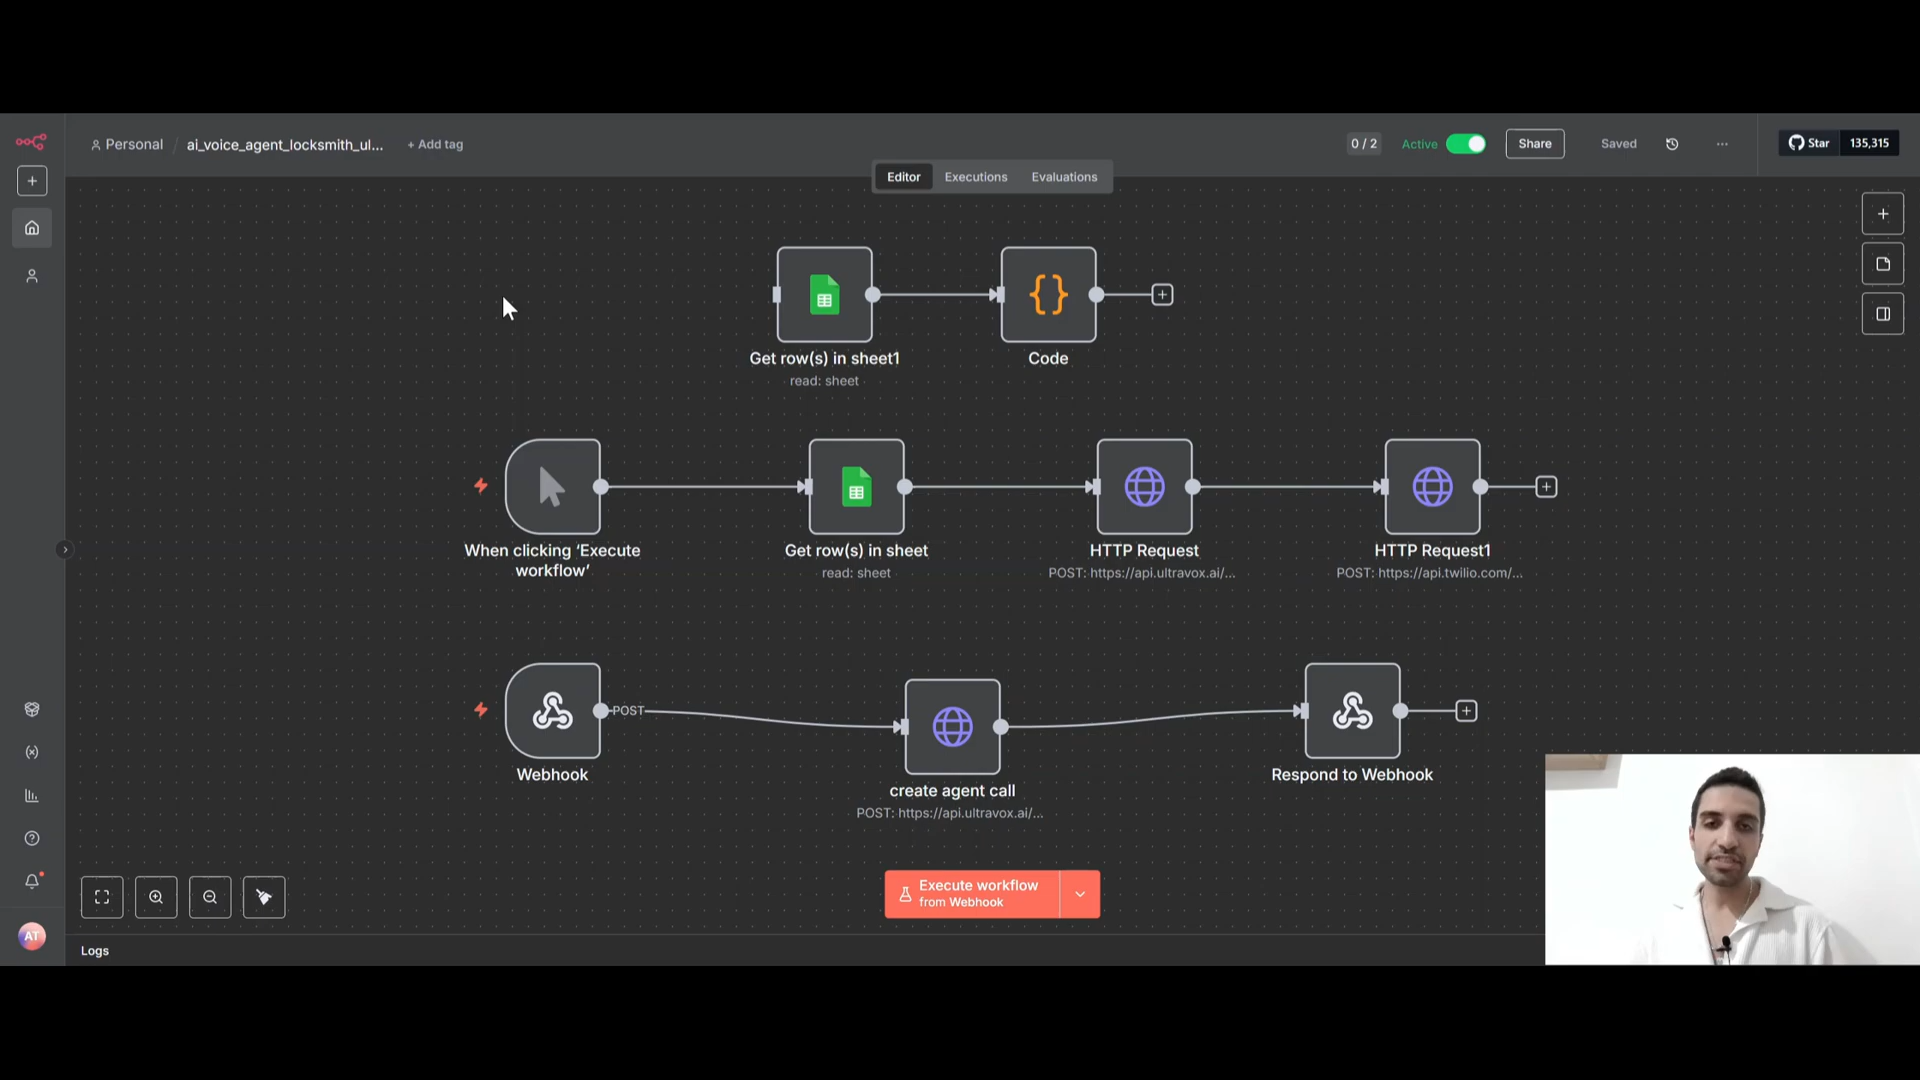 Personal / ai_voice_agent_locksmith_ul... + Add tag
0 / 2 Active Share Saved ... Star 135,315
Editor Executions Evaluations
Get row(s) in sheet1
read: sheet
Code
When clicking ‘Execute
workflow’
Get row(s) in sheet
read: sheet
HTTP Request
POST: https://api.ultravox.ai/...
HTTP Request1
POST: https://api.twilio.com/...
POST
Webhook
create agent call
POST: https://api.ultravox.ai/...
Respond to Webhook
Execute workflow
from Webhook
AT
Logs